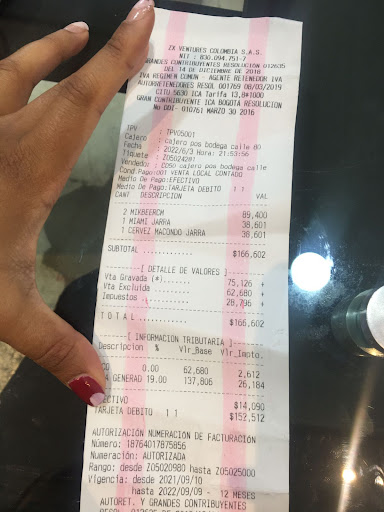 ZX VENTURES COLOMBIA S.A.S.
NIT : 830.094.751-7
GRANDES CONTRIBUYENTES RESOLUCION 012635
DEL 14 DE DICIEMBRE DE 2018
IVA REGIMEN COMUN - AGENTE RETENEDOR IVA
AUTORRETENEDORES RESOL 001769 08/03/2019
CITU 5630 ICA Tarifa 13,8*1000
GRAN CONTRIBUYENTE ICA BOGOTA RESOLUCION
No DDI- 010761 MARZO 30 2016
TPV : TPV05001
Cajero : cajero pos bodega calle 80
Fecha : 2022/6/3 Hora: 21:53:56
Tiquete : Z05024281
Vendedor : C050 cajero pos bodega calle
Cond.Pago:001 VENTA LOCAL CONTADO
Medio De Pago:EFECTIVO
Medio De Pago:TARJETA DEBITO 1 1
CANT DESCRIPCION VAL
2 MIKBEERCM 89,400
1 MIAMI JARRA 38,601
1 CERVEZ MACONDO JARRA 38,601
SUBTOTAL ............ $166,602
[ DETALLE DE VALORES ]
Vta Gravada (*)...... 75,126 +
Vta Excluida 62,680 +
Impuestos ........... 28,796 +
TOTAL .............. $166,602
[ INFORMACION TRIBUTARIA ]
Descripcion % Vlr_Base Vlr_Impto.
CO 0.00 62,680 2,612
GENERAD 19.00 137,806 26,184
ECTIVO $14,090
TARJETA DEBITO 1 1 $152,512
AUTORIZACIÓN NUMERACION DE FACTURACION
Número: 18764017875856
Numeración: AUTORIZADA
Rango: desde Z05020980 hasta Z05025000
Vigencia: desde 2021/09/10
hasta 2022/09/09 - 12 MESES
AUTORET. Y GRANDES CONTRIBUYENTES